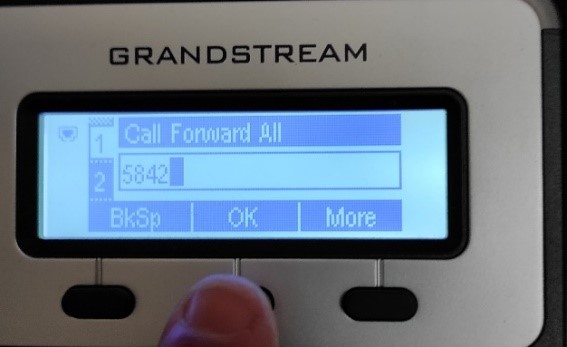 GRANDSTREAM
1 Call Forward All
2 5842
BkSp OK More